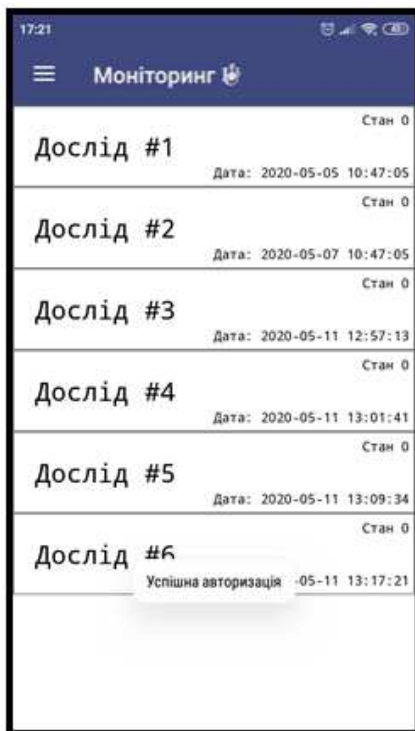 17:21
Моніторинг
Стан 0
Дослід #1
Дата: 2020-05-05 10:47:05
Стан 0
Дослід #2
Дата: 2020-05-07 10:47:05
Стан 0
Дослід #3
Дата: 2020-05-11 12:57:13
Стан 0
Дослід #4
Дата: 2020-05-11 13:01:41
Стан 0
Дослід #5
Дата: 2020-05-11 13:09:34
Стан 0
Дослід #6
-05-11 13:17:21
Успішна авторизація